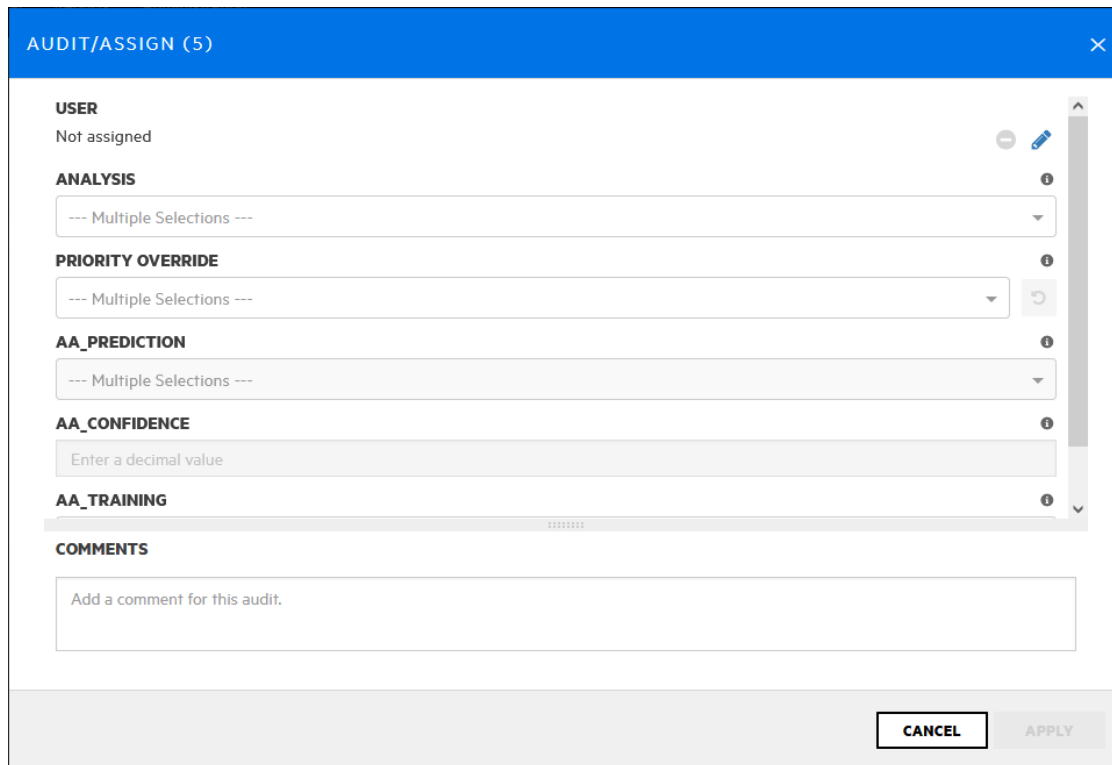 AUDIT/ASSIGN (5)
USER
Not assigned
ANALYSIS
--- Multiple Selections ---
PRIORITY OVERRIDE
--- Multiple Selections ---
AA_PREDICTION
--- Multiple Selections ---
AA_CONFIDENCE
Enter a decimal value
AA_TRAINING
COMMENTS
Add a comment for this audit.
CANCEL APPLY